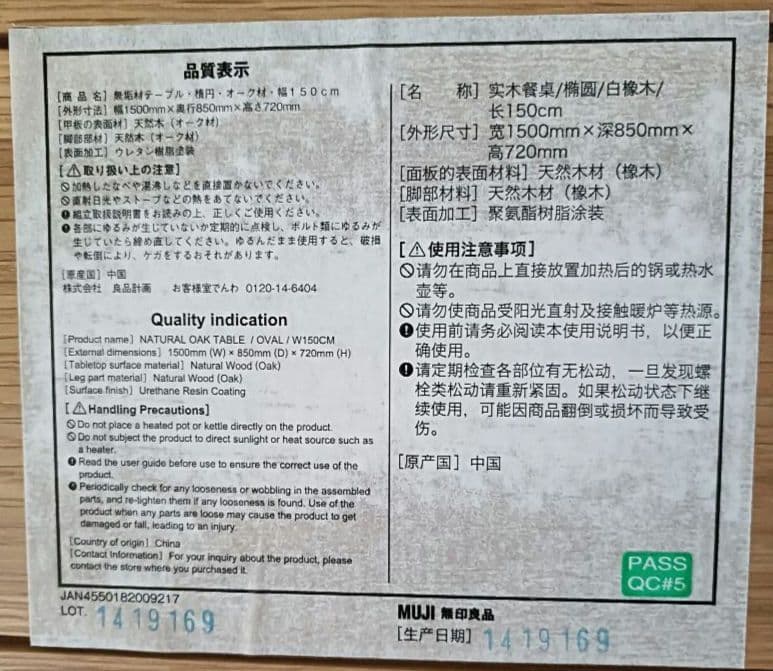 品質表示
[商 品 名] 無垢材テーブル・楕円・オーク材・幅150cm
[外形寸法] 幅1500mm×奥行850mm×高さ720mm
[甲板の表面材] 天然木(オーク材)
[脚部部材] 天然木(オーク材)
[表面加工] ウレタン樹脂塗装
[⚠取り扱い上の注意]
🚫加熱したなべや湯沸しなどを直接置かないでください。
🚫直射日光やストーブなどの熱をあてないでください。
❗組立取扱説明書をお読みの上、正しくご使用ください。
❗各部にゆるみが生じていないか定期的に点検し、ボルト類にゆるみが
生じていたら締め直してください。ゆるんだまま使用すると、破損
や転倒により、ケガをするおそれがあります。
[原産国] 中国
株式会社 良品計画 お客様室でんわ 0120-14-6404
Quality indication
[Product name] NATURAL OAK TABLE / OVAL / W150CM
[External dimensions] 1500mm (W) × 850mm (D) × 720mm (H)
[Tabletop surface material] Natural Wood (Oak)
[Leg part material] Natural Wood (Oak)
[Surface finish] Urethane Resin Coating
[⚠Handling Precautions]
🚫Do not place a heated pot or kettle directly on the product.
🚫Do not subject the product to direct sunlight or heat source such as
a heater.
❗Read the user guide before use to ensure the correct use of the
product.
❗Periodically check for any looseness or wobbling in the assembled
parts, and re-tighten them if any looseness is found. Use of the
product when any parts are loose may cause the product to get
damaged or fall, leading to an injury.
[Country of origin] China
[Contact Information] For your inquiry about the product, please
contact the store where you purchased it.
[名 称] 实木餐桌/椭圆/白橡木/
长150cm
[外形尺寸] 宽1500mm×深850mm×
高720mm
[面板的表面材料] 天然木材(橡木)
[脚部材料] 天然木材(橡木)
[表面加工] 聚氨酯树脂涂装
[⚠使用注意事项]
🚫请勿在商品上直接放置加热后的锅或热水
壶等。
🚫请勿使商品受阳光直射及接触暖炉等热源。
❗使用前请务必阅读本使用说明书，以便正
确使用。
❗请定期检查各部位有无松动，一旦发现螺
栓类松动请重新紧固。如果松动状态下继
续使用，可能因商品翻倒或损坏而导致受
伤。
[原产国] 中国
PASS
QC#5
JAN4550182009217
LOT. 1419169
MUJI 無印良品
[生产日期] 1419169